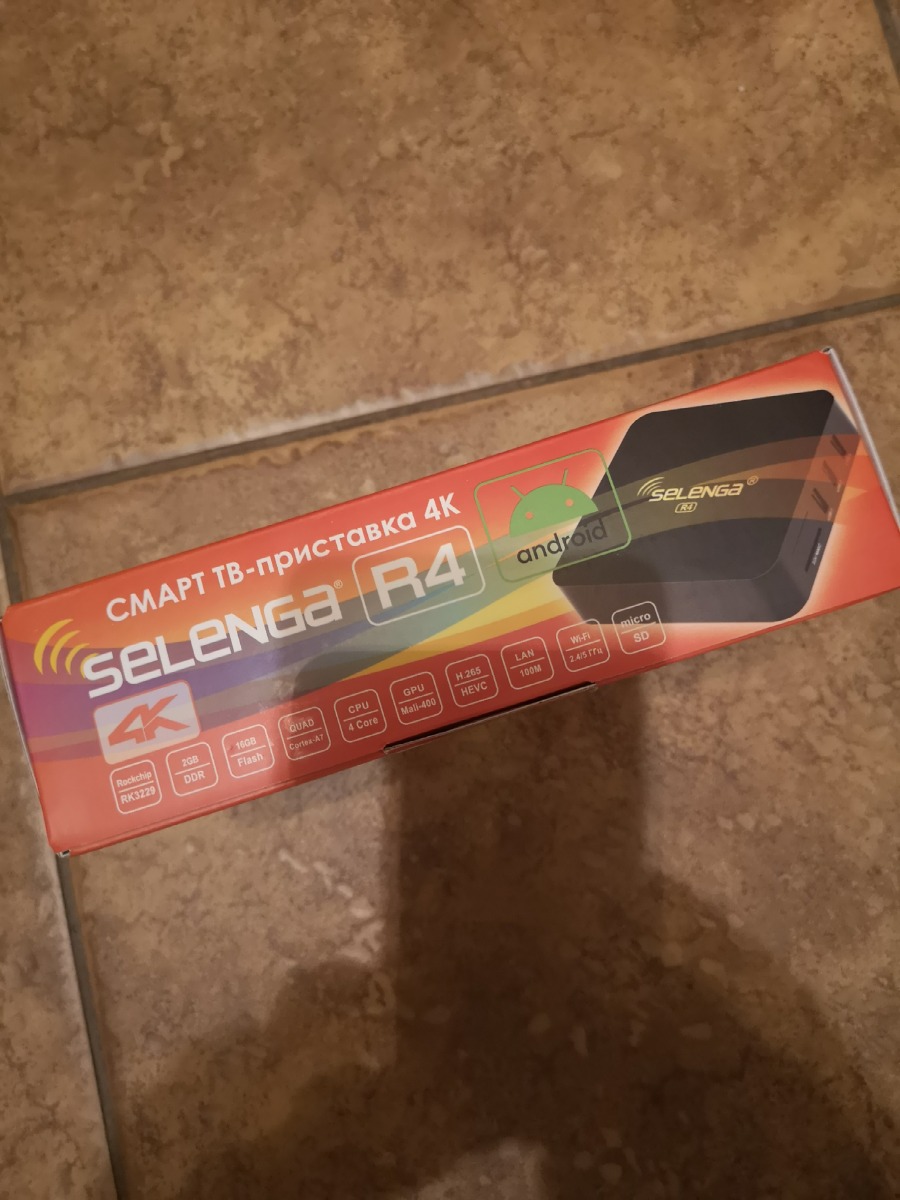 СМАРТ ТВ-приставка 4K
SELENGA® R4
android
SELENGA®
R4
4K
Rockchip
RK3229
2GB
DDR
16GB
Flash
QUAD
Cortex-A7
CPU
4 Core
GPU
Mali-400
H.265
HEVC
LAN
100M
Wi-Fi
2.4/5 ГГц
micro
SD